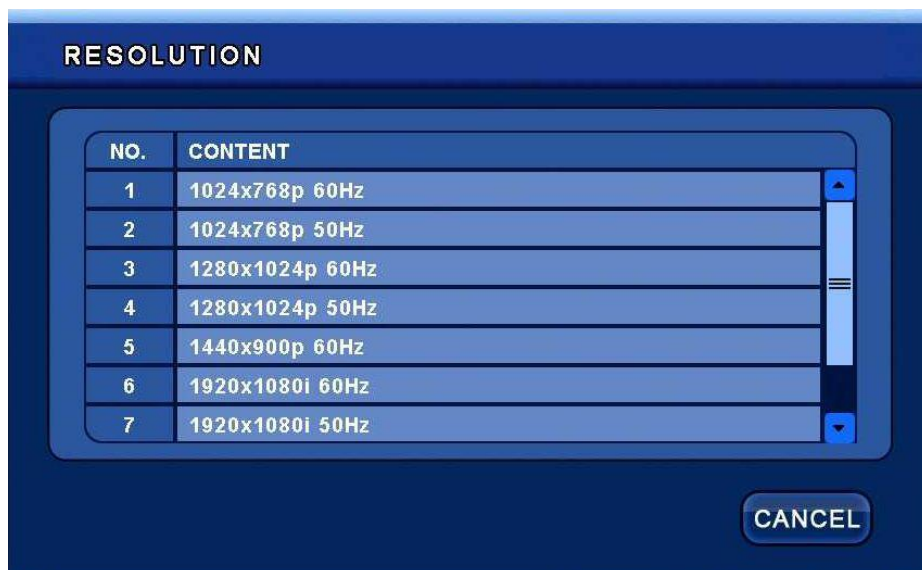 RESOLUTION
NO. CONTENT
1 1024x768p 60Hz
2 1024x768p 50Hz
3 1280x1024p 60Hz
4 1280x1024p 50Hz
5 1440x900p 60Hz
6 1920x1080i 60Hz
7 1920x1080i 50Hz
CANCEL